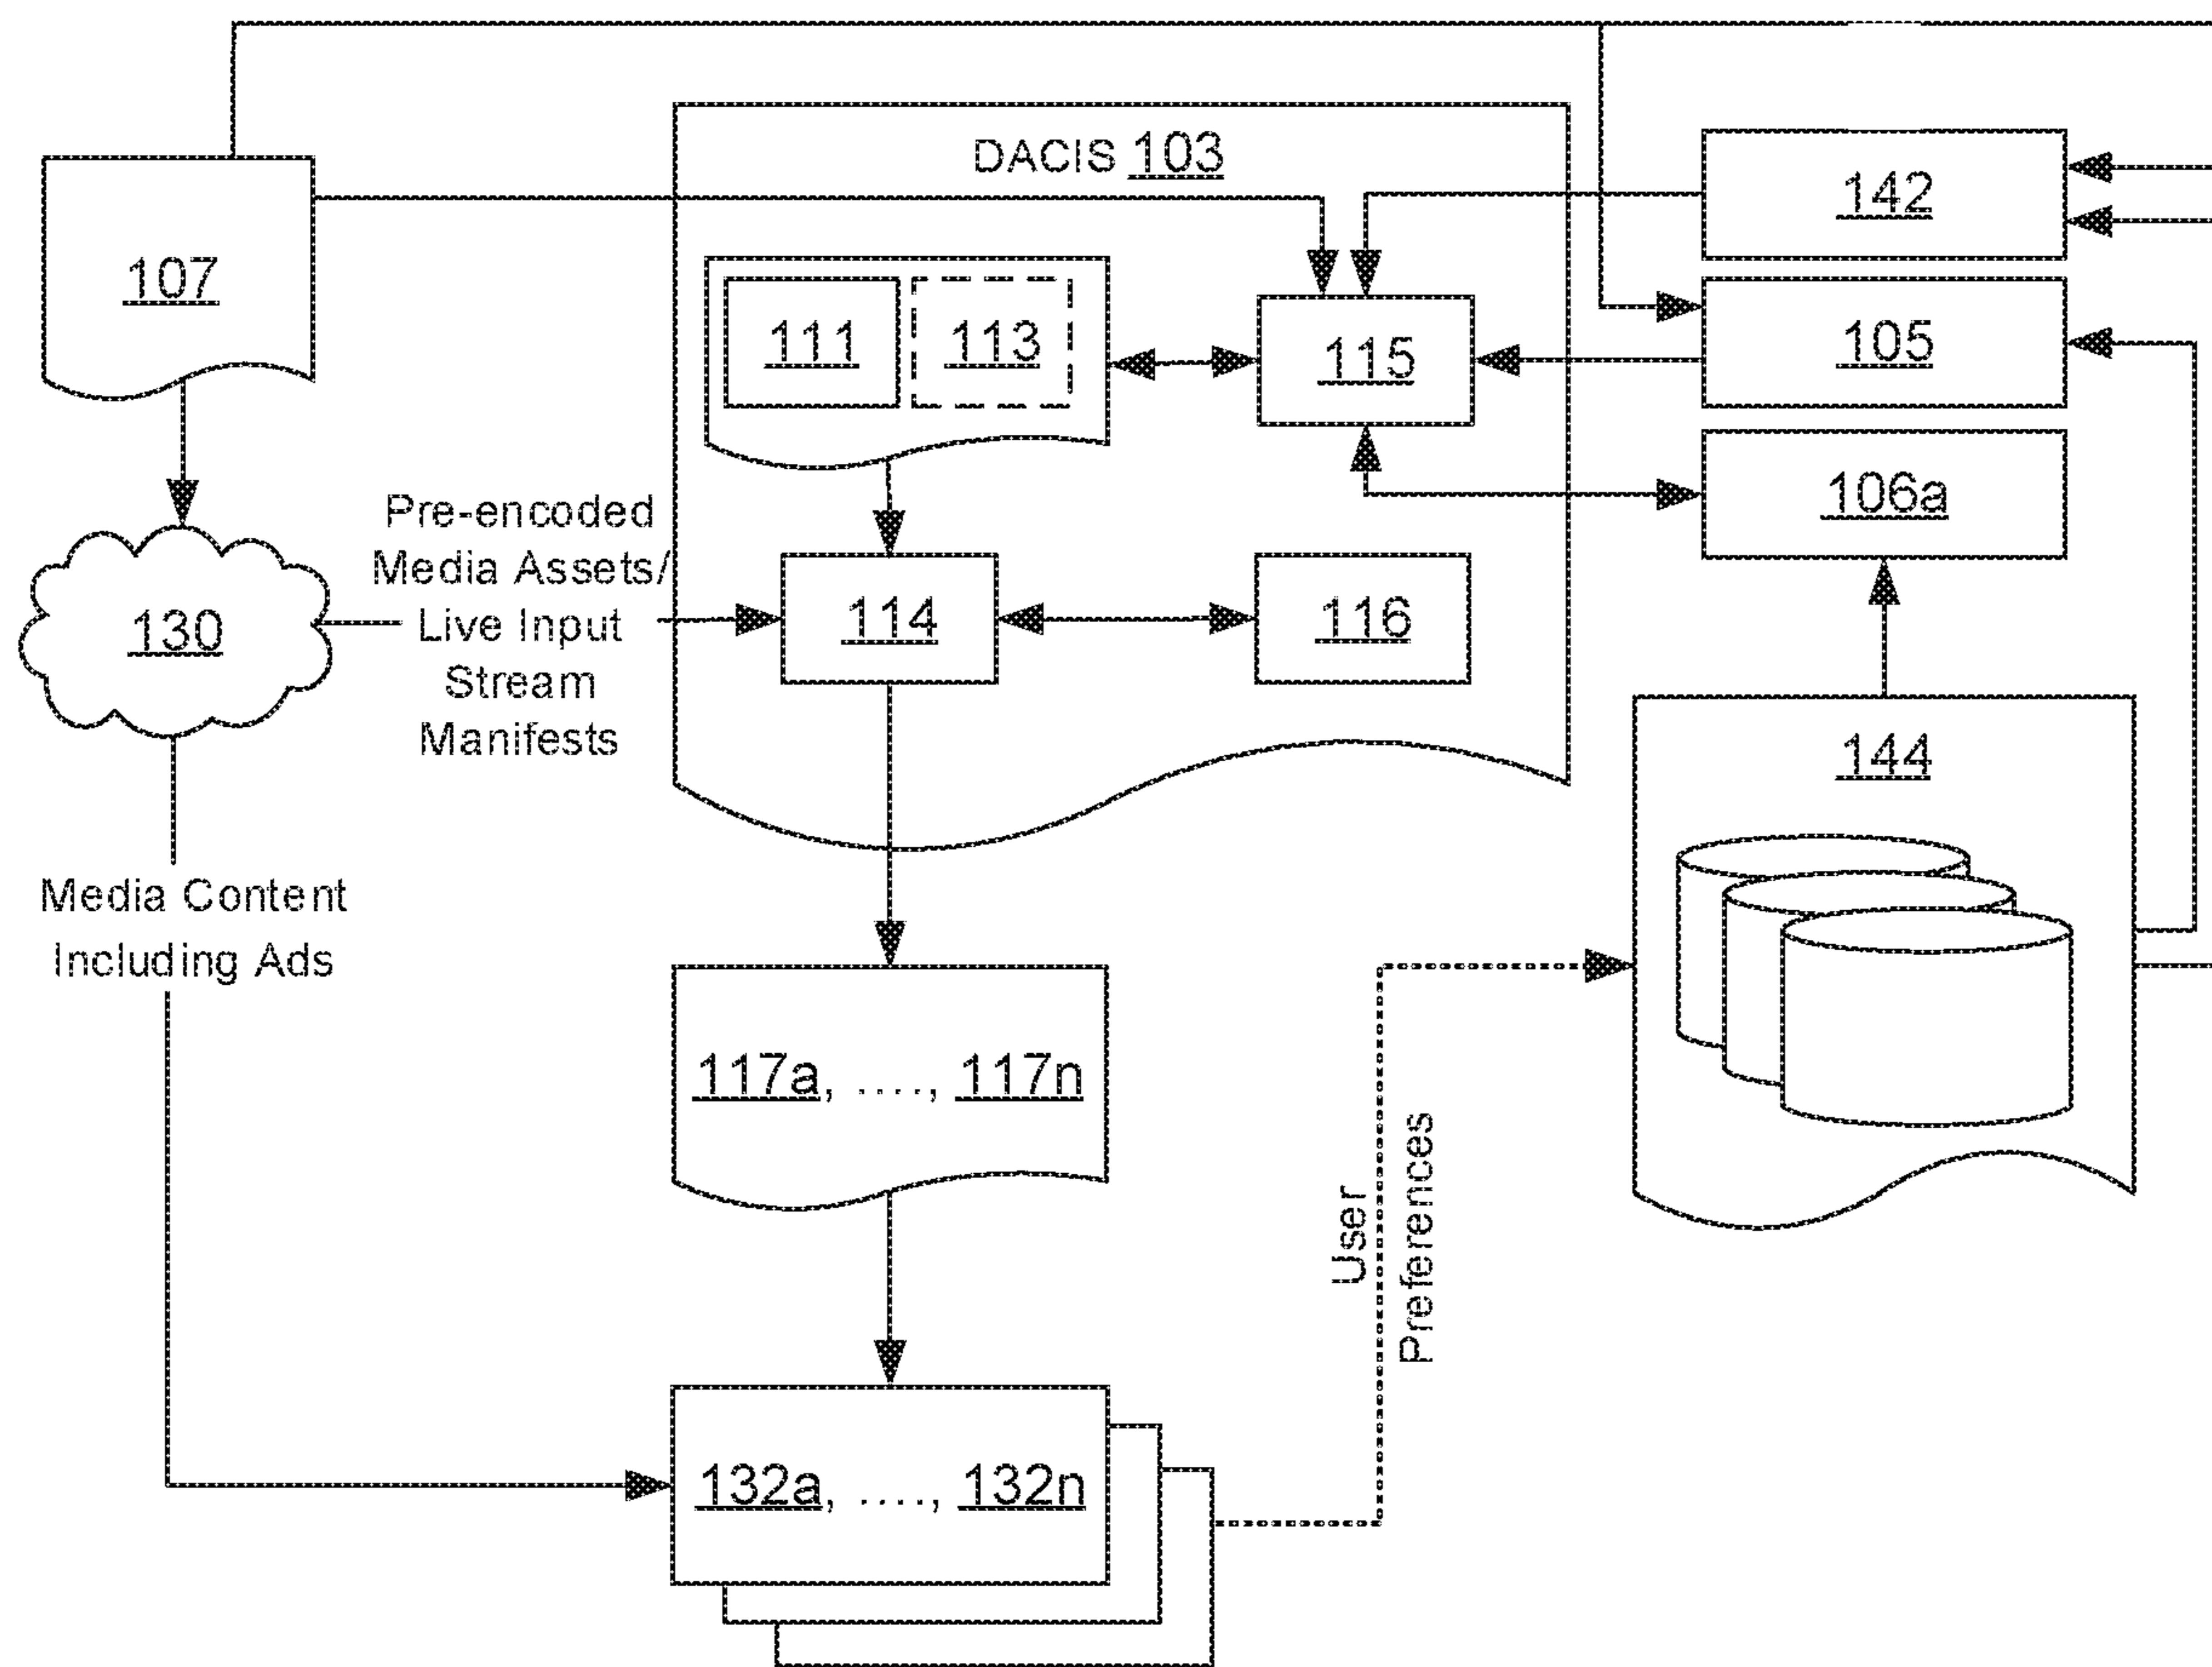 DACIS 103
142
107
111
113
115
105
106a
Pre-encoded
Media Assets/
Live Input
Stream
Manifests
130
114
116
144
Media Content
Including Ads
117a, ...., 117n
User
Preferences
132a, ...., 132n